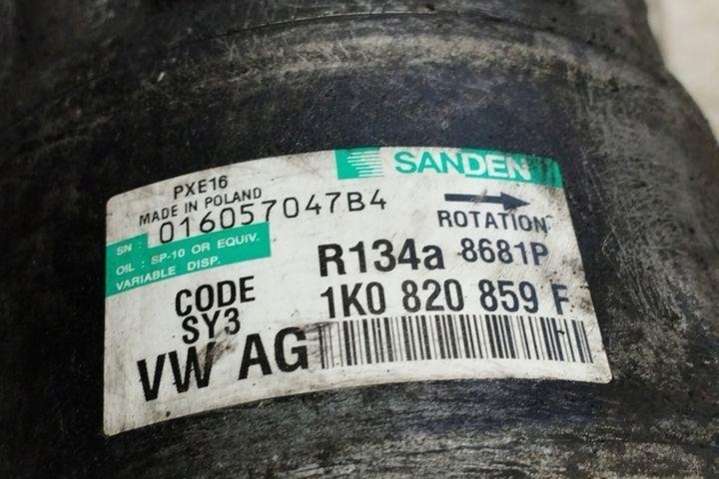 SANDEN
PXE16
MADE IN POLAND
SN : 016057047B4
ROTATION
OIL : SP-10 OR EQUIV.
VARIABLE DISP.
R134a 8681P
CODE
SY3
1K0 820 859 F
VW AG